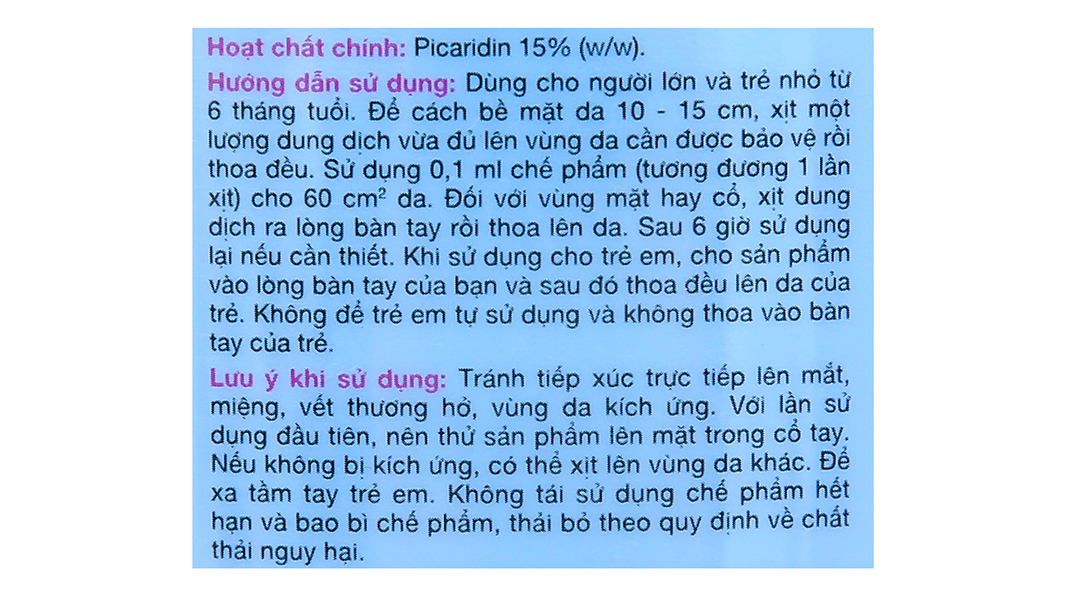 Hoạt chất chính: Picaridin 15% (w/w).
Hướng dẫn sử dụng: Dùng cho người lớn và trẻ nhỏ từ
6 tháng tuổi. Để cách bề mặt da 10 - 15 cm, xịt một
lượng dung dịch vừa đủ lên vùng da cần được bảo vệ rồi
thoa đều. Sử dụng 0,1 ml chế phẩm (tương đương 1 lần
xịt) cho 60 cm² da. Đối với vùng mặt hay cổ, xịt dung
dịch ra lòng bàn tay rồi thoa lên da. Sau 6 giờ sử dụng
lại nếu cần thiết. Khi sử dụng cho trẻ em, cho sản phẩm
vào lòng bàn tay của bạn và sau đó thoa đều lên da của
trẻ. Không để trẻ em tự sử dụng và không thoa vào bàn
tay của trẻ.
Lưu ý khi sử dụng: Tránh tiếp xúc trực tiếp lên mắt,
miệng, vết thương hở, vùng da kích ứng. Với lần sử
dụng đầu tiên, nên thử sản phẩm lên mặt trong cổ tay.
Nếu không bị kích ứng, có thể xịt lên vùng da khác. Để
xa tầm tay trẻ em. Không tái sử dụng chế phẩm hết
hạn và bao bì chế phẩm, thải bỏ theo quy định về chất
thải nguy hại.